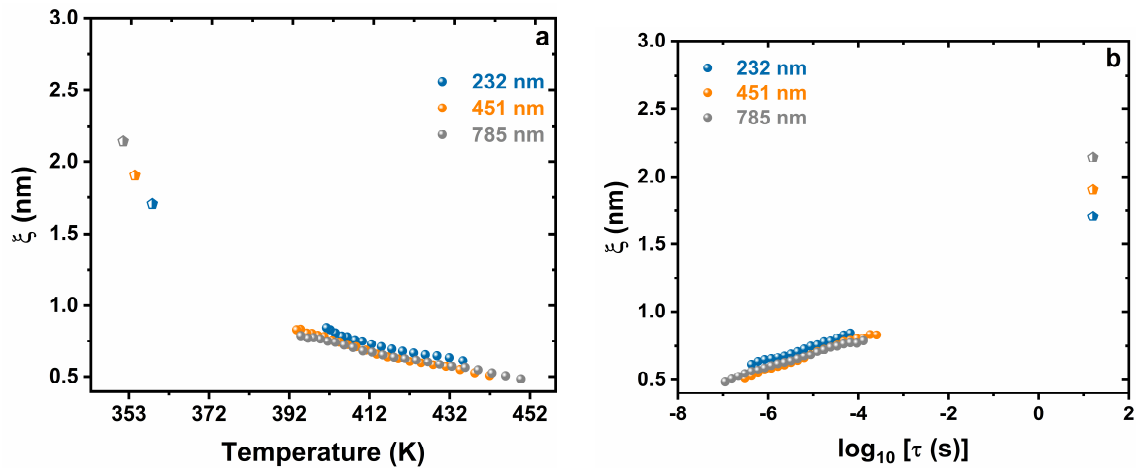 a
3.0
2.5
2.0
1.5
1.0
0.5
ξ (nm)
232 nm
451 nm
785 nm
353 372 392 412 432 452
Temperature (K)
b
3.0
2.5
2.0
1.5
1.0
0.5
ξ (nm)
232 nm
451 nm
785 nm
-8 -6 -4 -2 0 2
log₁₀ [τ (s)]